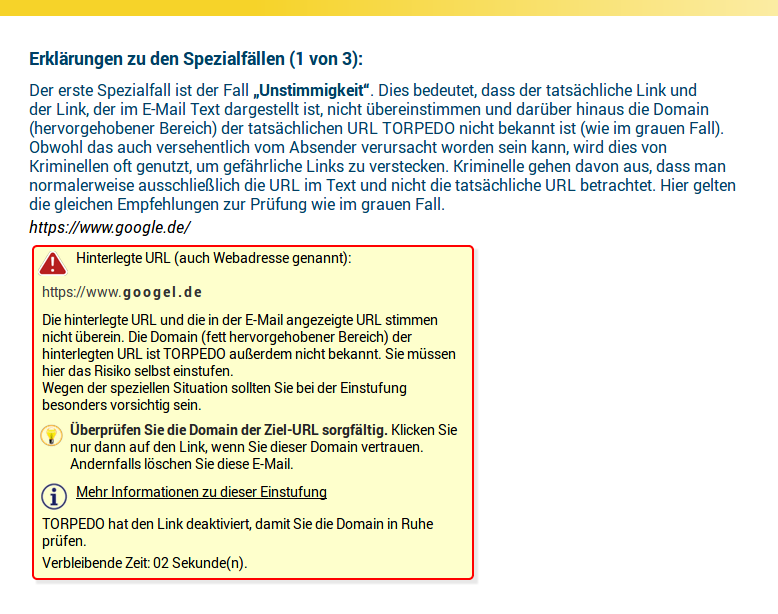 Erklärungen zu den Spezialfällen (1 von 3):
Der erste Spezialfall ist der Fall „Unstimmigkeit“. Dies bedeutet, dass der tatsächliche Link und
der Link, der im E-Mail Text dargestellt ist, nicht übereinstimmen und darüber hinaus die Domain
(hervorgehobener Bereich) der tatsächlichen URL TORPEDO nicht bekannt ist (wie im grauen Fall).
Obwohl das auch versehentlich vom Absender verursacht worden sein kann, wird dies von
Kriminellen oft genutzt, um gefährliche Links zu verstecken. Kriminelle gehen davon aus, dass man
normalerweise ausschließlich die URL im Text und nicht die tatsächliche URL betrachtet. Hier gelten
die gleichen Empfehlungen zur Prüfung wie im grauen Fall.
https://www.google.de/
Hinterlegte URL (auch Webadresse genannt):
https://www.googel.de
Die hinterlegte URL und die in der E-Mail angezeigte URL stimmen
nicht überein. Die Domain (fett hervorgehobener Bereich) der
hinterlegten URL ist TORPEDO außerdem nicht bekannt. Sie müssen
hier das Risiko selbst einstufen.
Wegen der speziellen Situation sollten Sie bei der Einstufung
besonders vorsichtig sein.
Überprüfen Sie die Domain der Ziel-URL sorgfältig. Klicken Sie
nur dann auf den Link, wenn Sie dieser Domain vertrauen.
Andernfalls löschen Sie diese E-Mail.
Mehr Informationen zu dieser Einstufung
TORPEDO hat den Link deaktiviert, damit Sie die Domain in Ruhe
prüfen.
Verbleibende Zeit: 02 Sekunde(n).